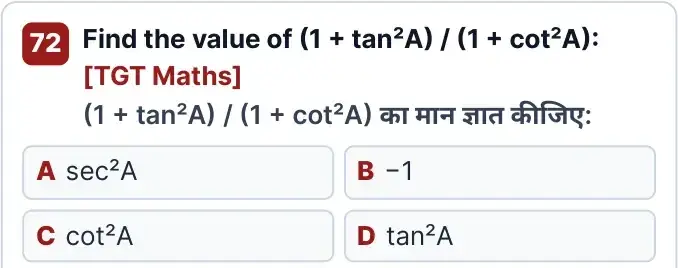 72 Find the value of (1 + tan²A) / (1 + cot²A):
[TGT Maths]
(1 + tan²A) / (1 + cot²A) का मान ज्ञात कीजिए:
A sec²A B −1
C cot²A D tan²A